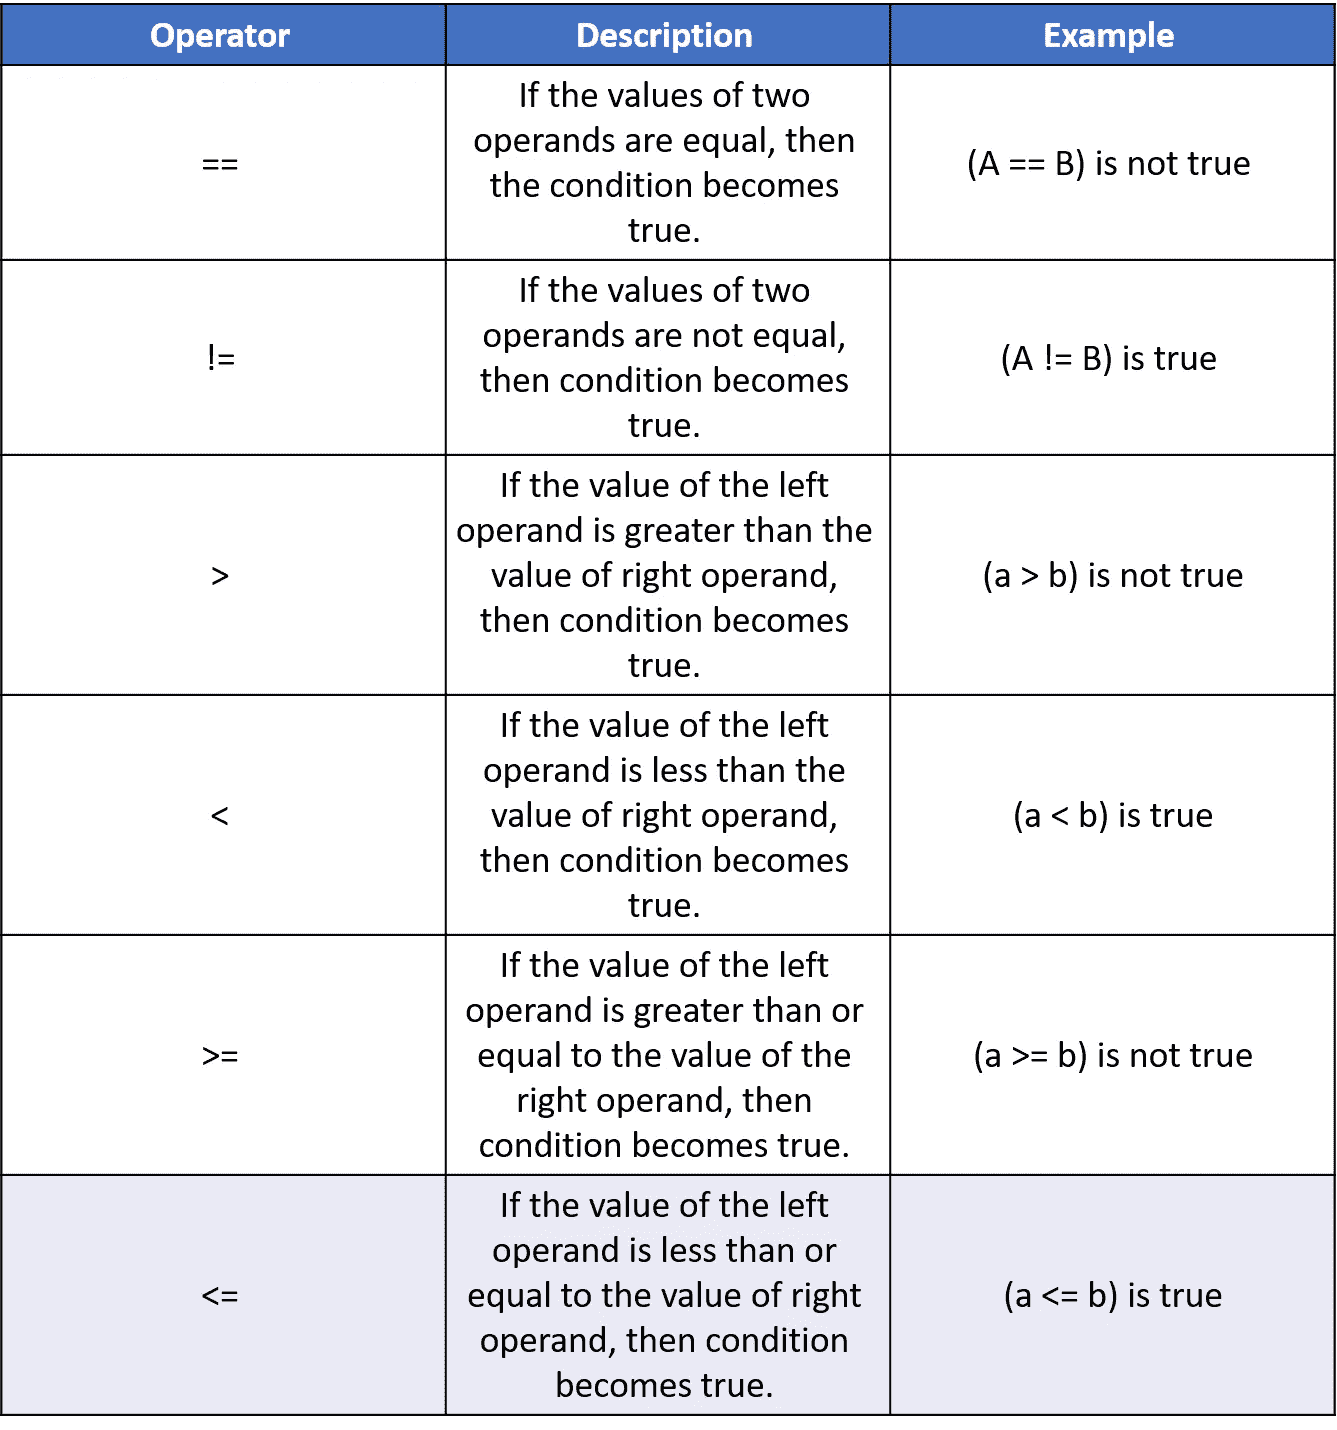 Operator Description Example
==
If the values of two
operands are equal, then
the condition becomes
true.
(A == B) is not true
!=
If the values of two
operands are not equal,
then condition becomes
true.
(A != B) is true
>
If the value of the left
operand is greater than the
value of right operand,
then condition becomes
true.
(a > b) is not true
<
If the value of the left
operand is less than the
value of right operand,
then condition becomes
true.
(a < b) is true
>=
If the value of the left
operand is greater than or
equal to the value of the
right operand, then
condition becomes true.
(a >= b) is not true
<=
If the value of the left
operand is less than or
equal to the value of right
operand, then condition
becomes true.
(a <= b) is true